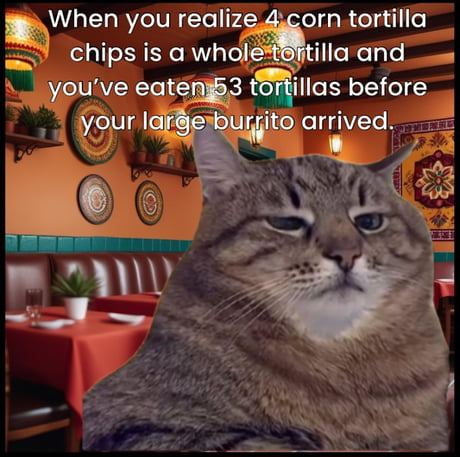 When you realize 4 corn tortilla
chips is a whole tortilla and
you've eaten 53 tortillas before
your large burrito arrived.